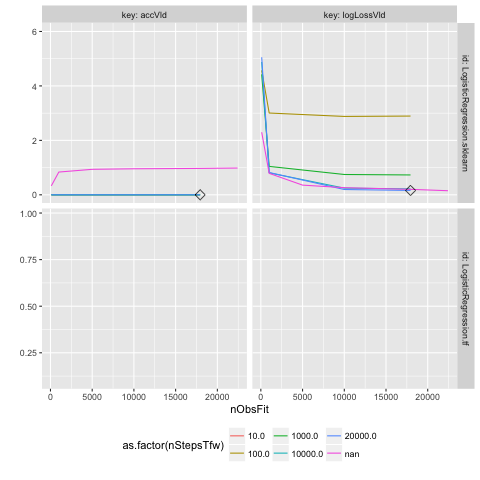 key: accVld
key: logLossVld
6
4
2
0
id: LogisticRegression.sklearn
1.00
0.75
0.50
0.25
id: LogisticRegression.tf
0 5000 10000 15000 20000
0 5000 10000 15000 20000
nObsFit
as.factor(nStepsTfw)
10.0 1000.0 20000.0
100.0 10000.0 nan